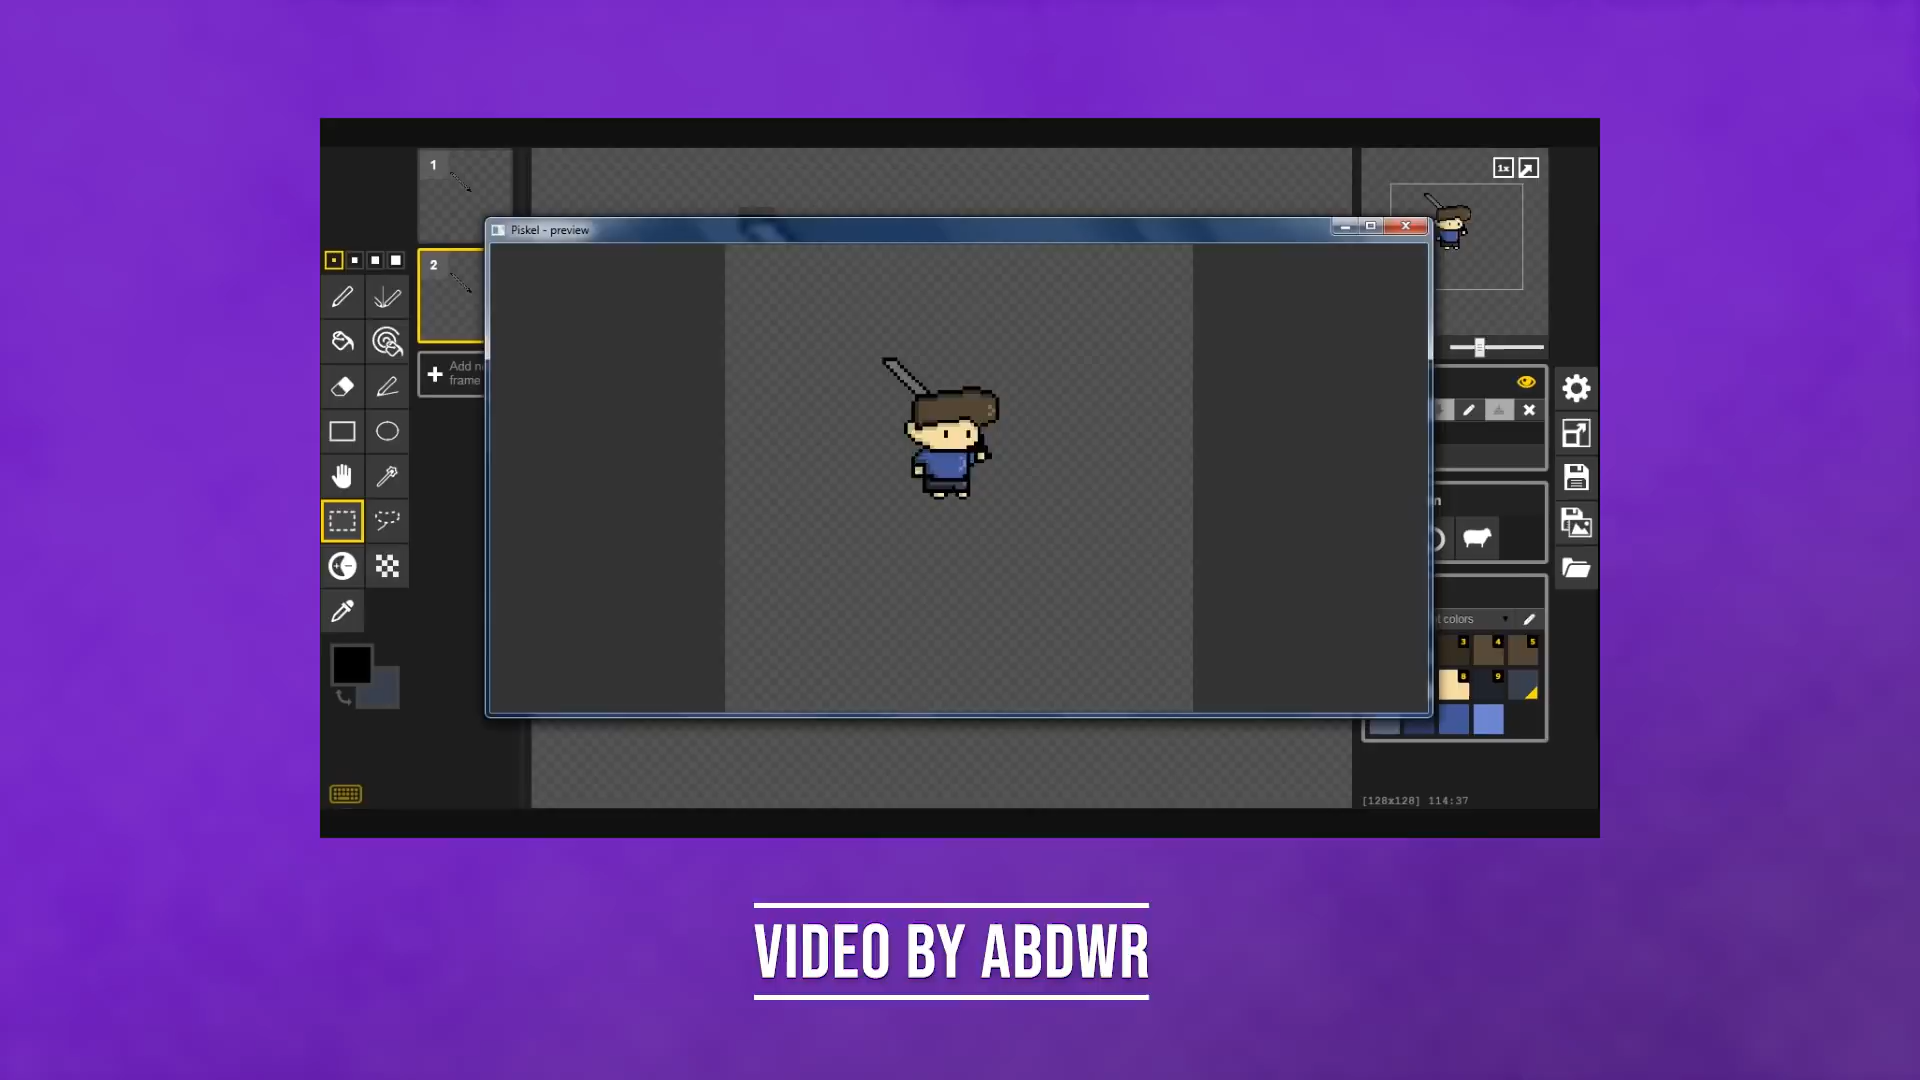 1
1x
Piskel - preview
2
Add n
frame
n
t colors
3
4
5
8
9
[128x128] 114:37
VIDEO BY ABDWR